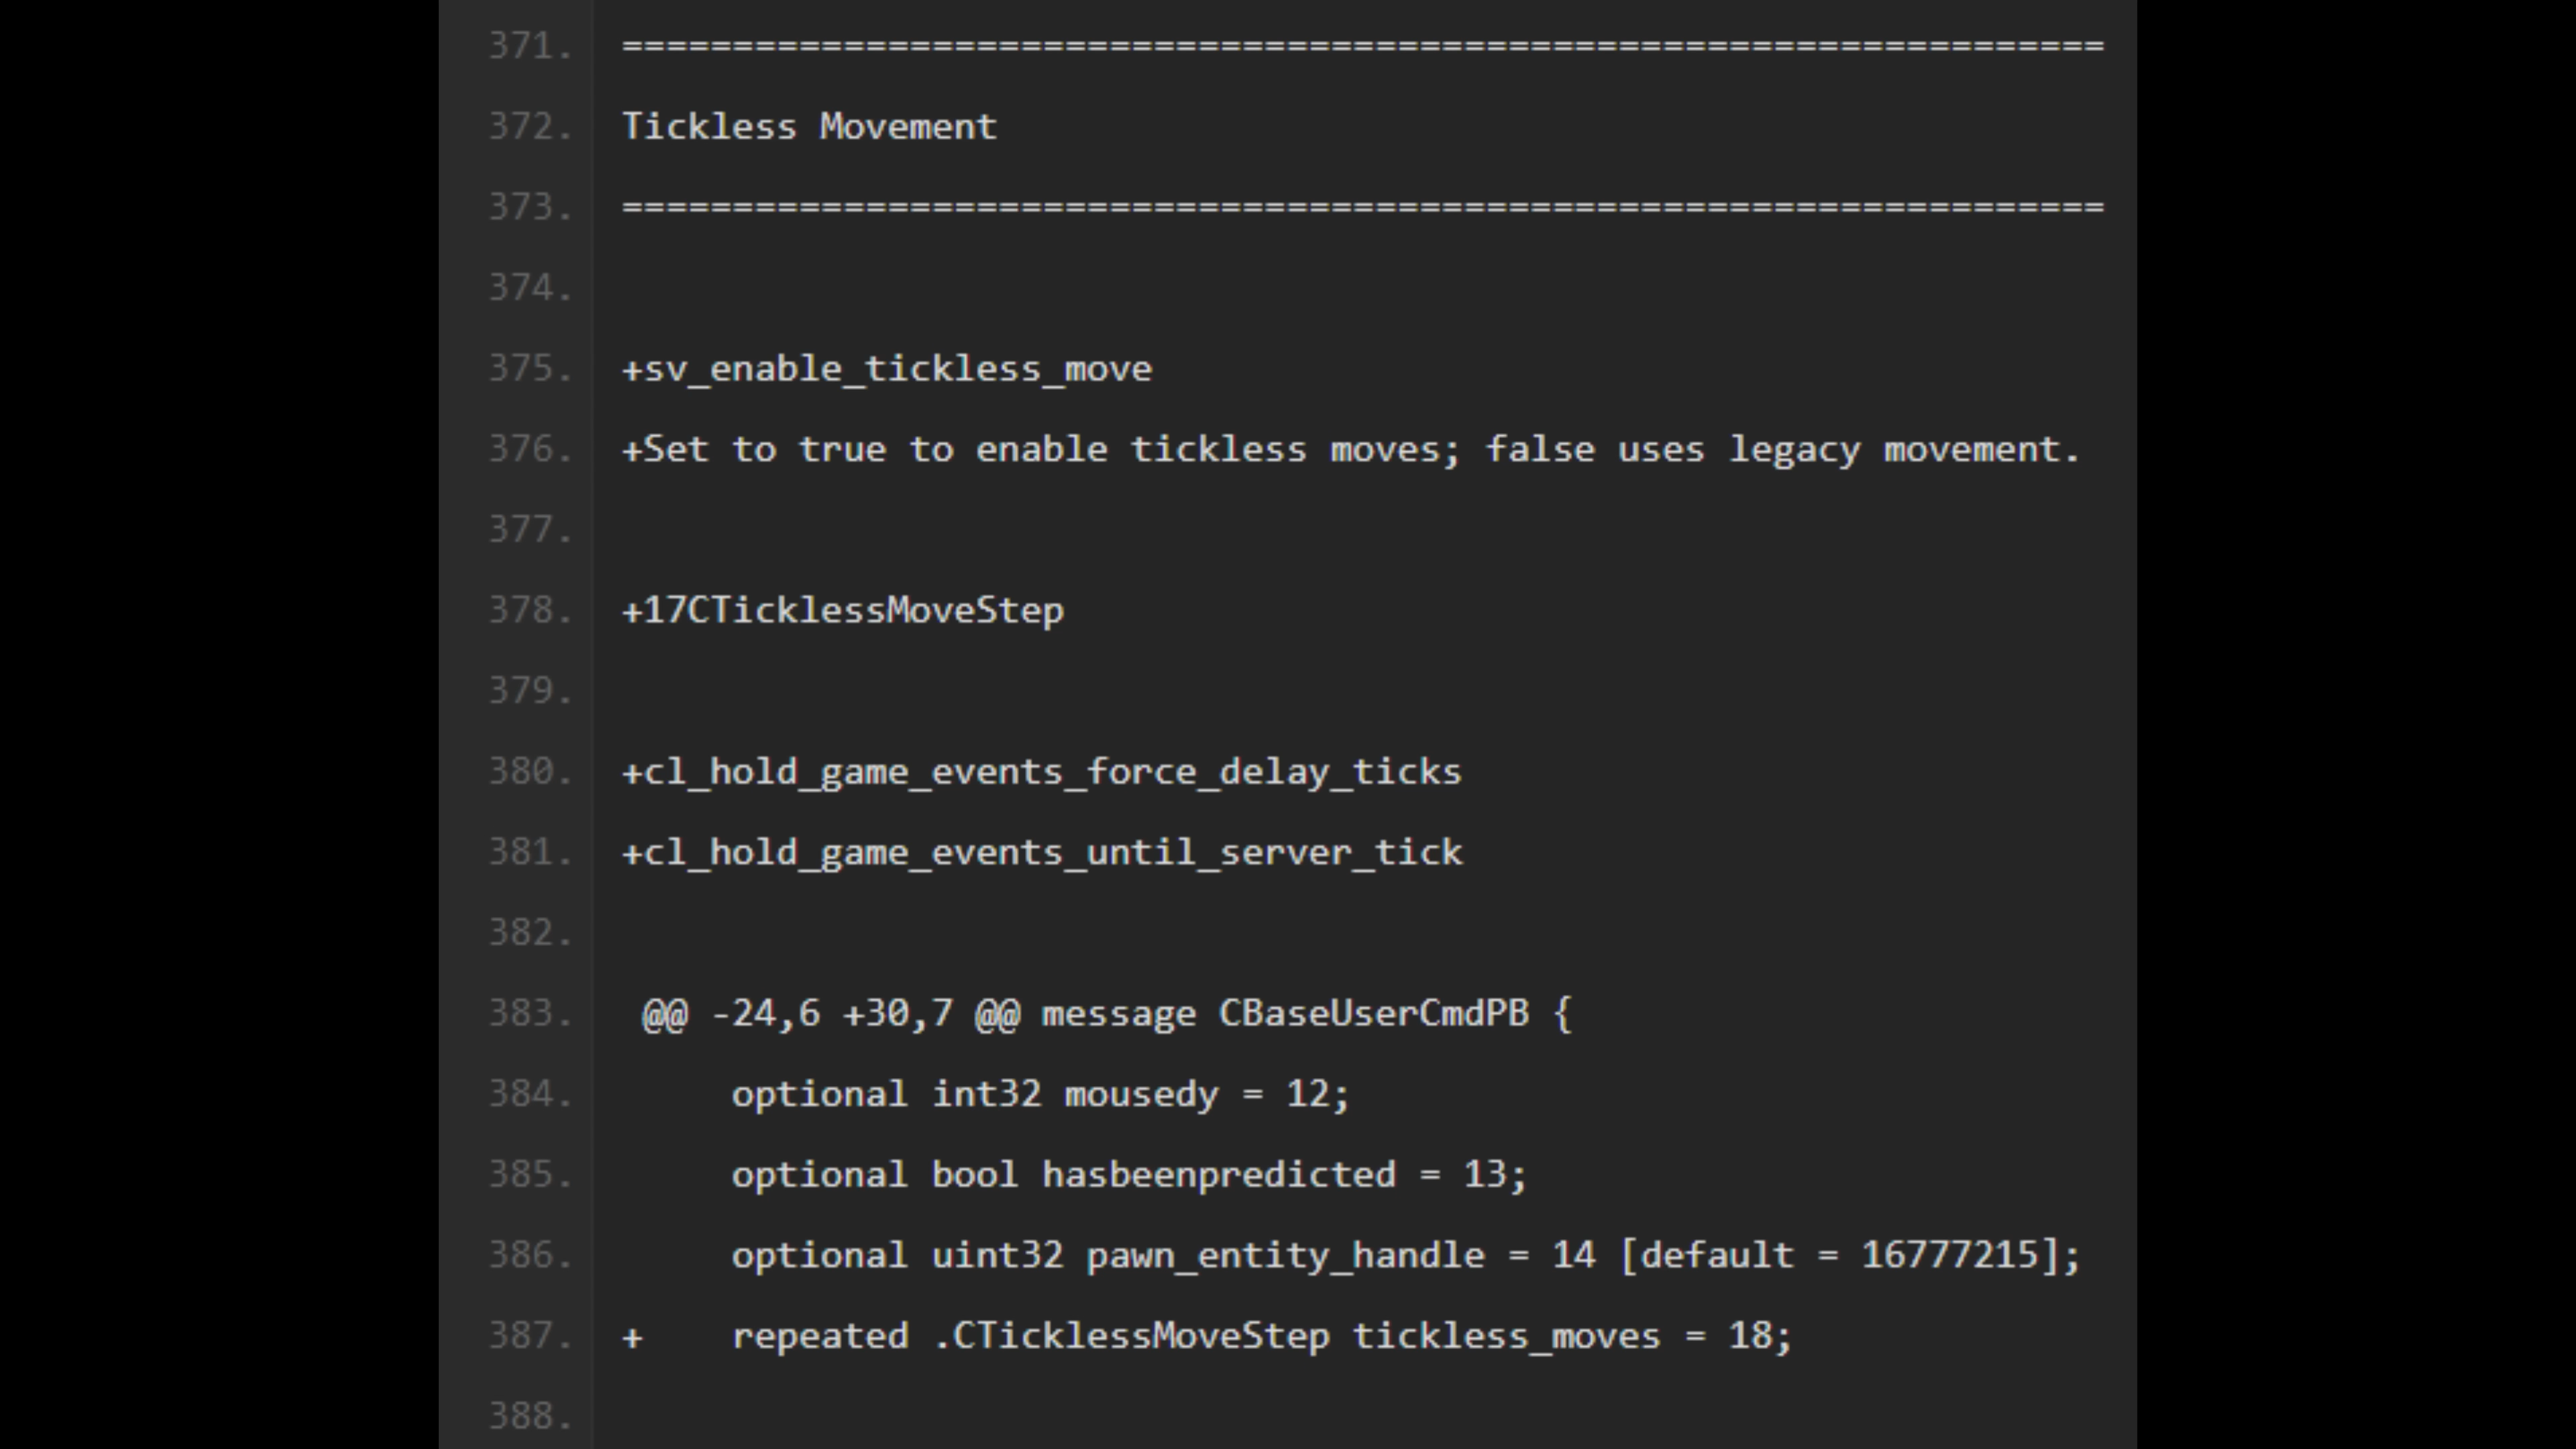 371. ===================================================================
372. Tickless Movement
373. ===================================================================
374.
375. +sv_enable_tickless_move
376. +Set to true to enable tickless moves; false uses legacy movement.
377.
378. +17CTicklessMoveStep
379.
380. +cl_hold_game_events_force_delay_ticks
381. +cl_hold_game_events_until_server_tick
382.
383.  @@ -24,6 +30,7 @@ message CBaseUserCmdPB {
384.      optional int32 mousedy = 12;
385.      optional bool hasbeenpredicted = 13;
386.      optional uint32 pawn_entity_handle = 14 [default = 16777215];
387. +    repeated .CTicklessMoveStep tickless_moves = 18;
388.